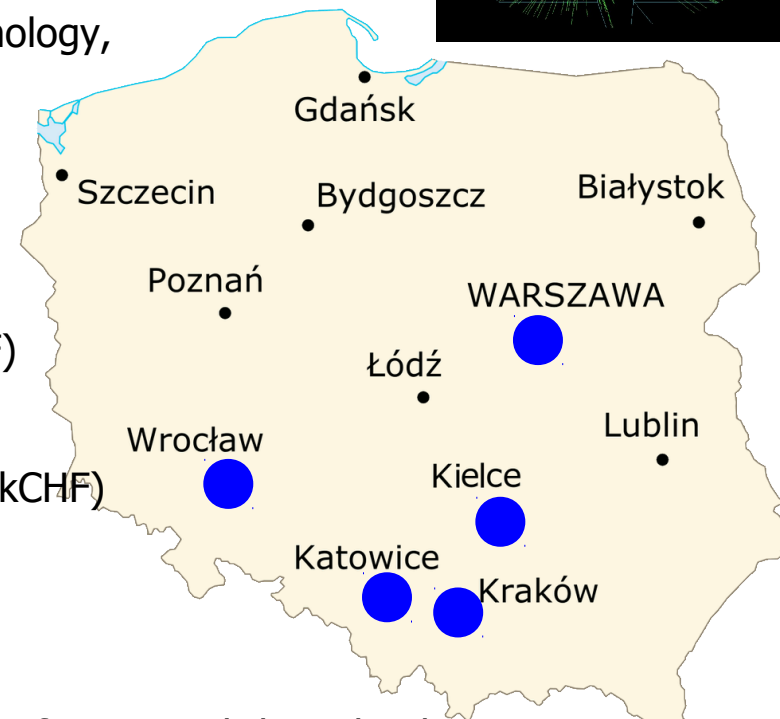 nology,
Gdańsk
Szczecin
Bydgoszcz
Białystok
Poznań
WARSZAWA
)
Łódź
Wrocław
Lublin
Kielce
kCHF)
Katowice
Kraków